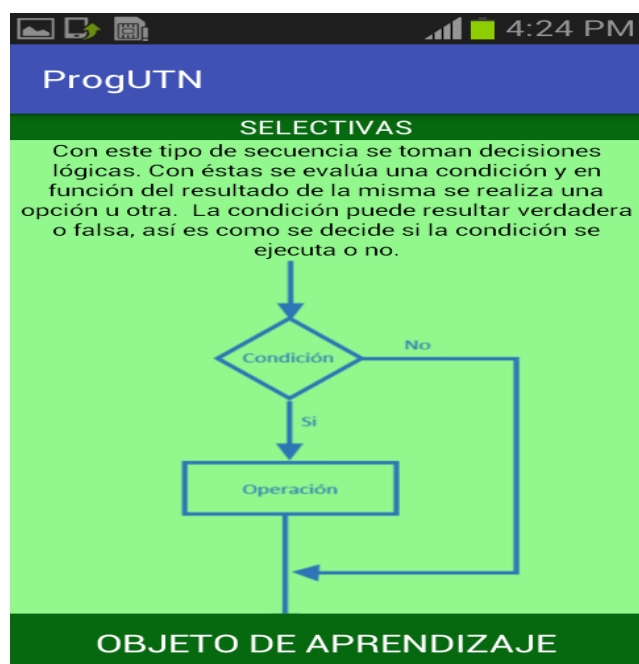 4:24 PM
ProgUTN
SELECTIVAS
Con este tipo de secuencia se toman decisiones
lógicas. Con éstas se evalúa una condición y en
función del resultado de la misma se realiza una
opción u otra.  La condición puede resultar verdadera
o falsa, así es como se decide si la condición se
ejecuta o no.
Condición
No
Si
Operación
OBJETO DE APRENDIZAJE